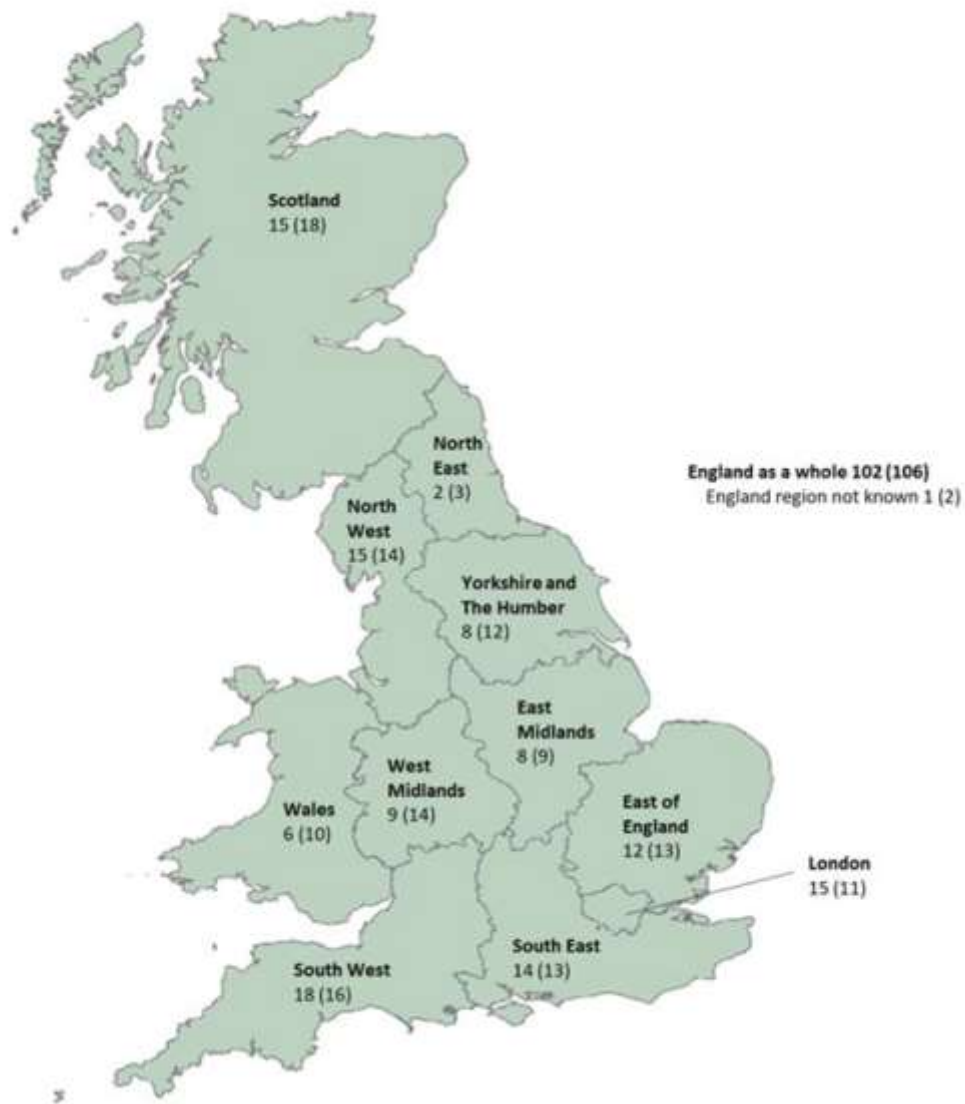 Scotland
15 (18)
North
East
2 (3)
England as a whole 102 (106)
England region not known 1 (2)
North
West
15 (14)
Yorkshire and
The Humber
8 (12)
East
Midlands
8 (9)
West
Midlands
9 (14)
Wales
6 (10)
East of
England
12 (13)
London
15 (11)
South East
14 (13)
South West
18 (16)